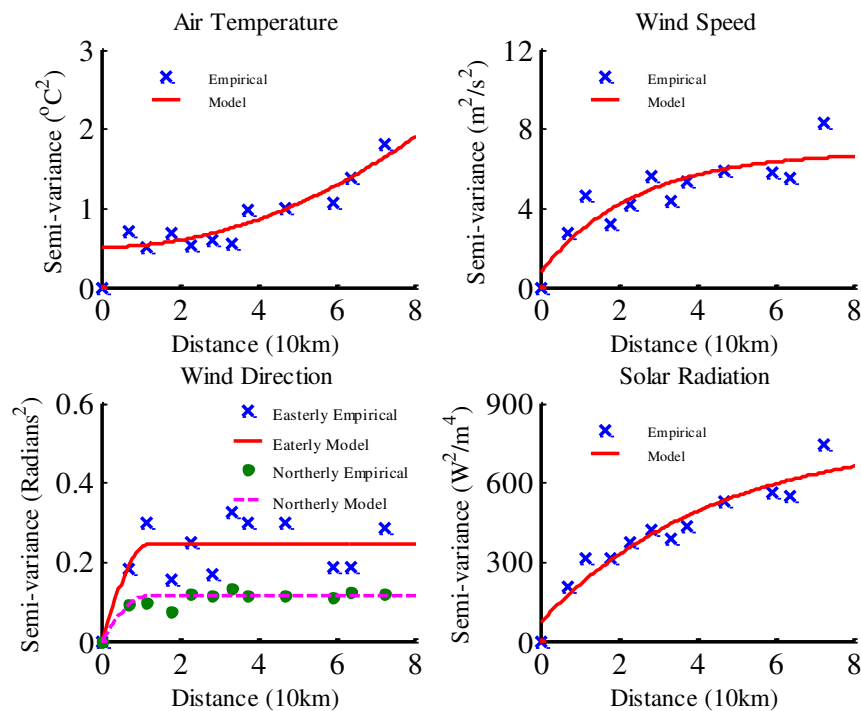 Air Temperature
Semi-variance (°C²)
3
2
1
0
Empirical
Model
0 2 4 6 8
Distance (10km)
Wind Speed
Semi-variance (m²/s²)
12
8
4
0
Empirical
Model
0 2 4 6 8
Distance (10km)
Wind Direction
Semi-variance (Radians²)
0.6
0.4
0.2
0
Easterly Empirical
Eaterly Model
Northerly Empirical
Northerly Model
0 2 4 6 8
Distance (10km)
Solar Radiation
Semi-variance (W²/m⁴)
900
600
300
0
Empirical
Model
0 2 4 6 8
Distance (10km)